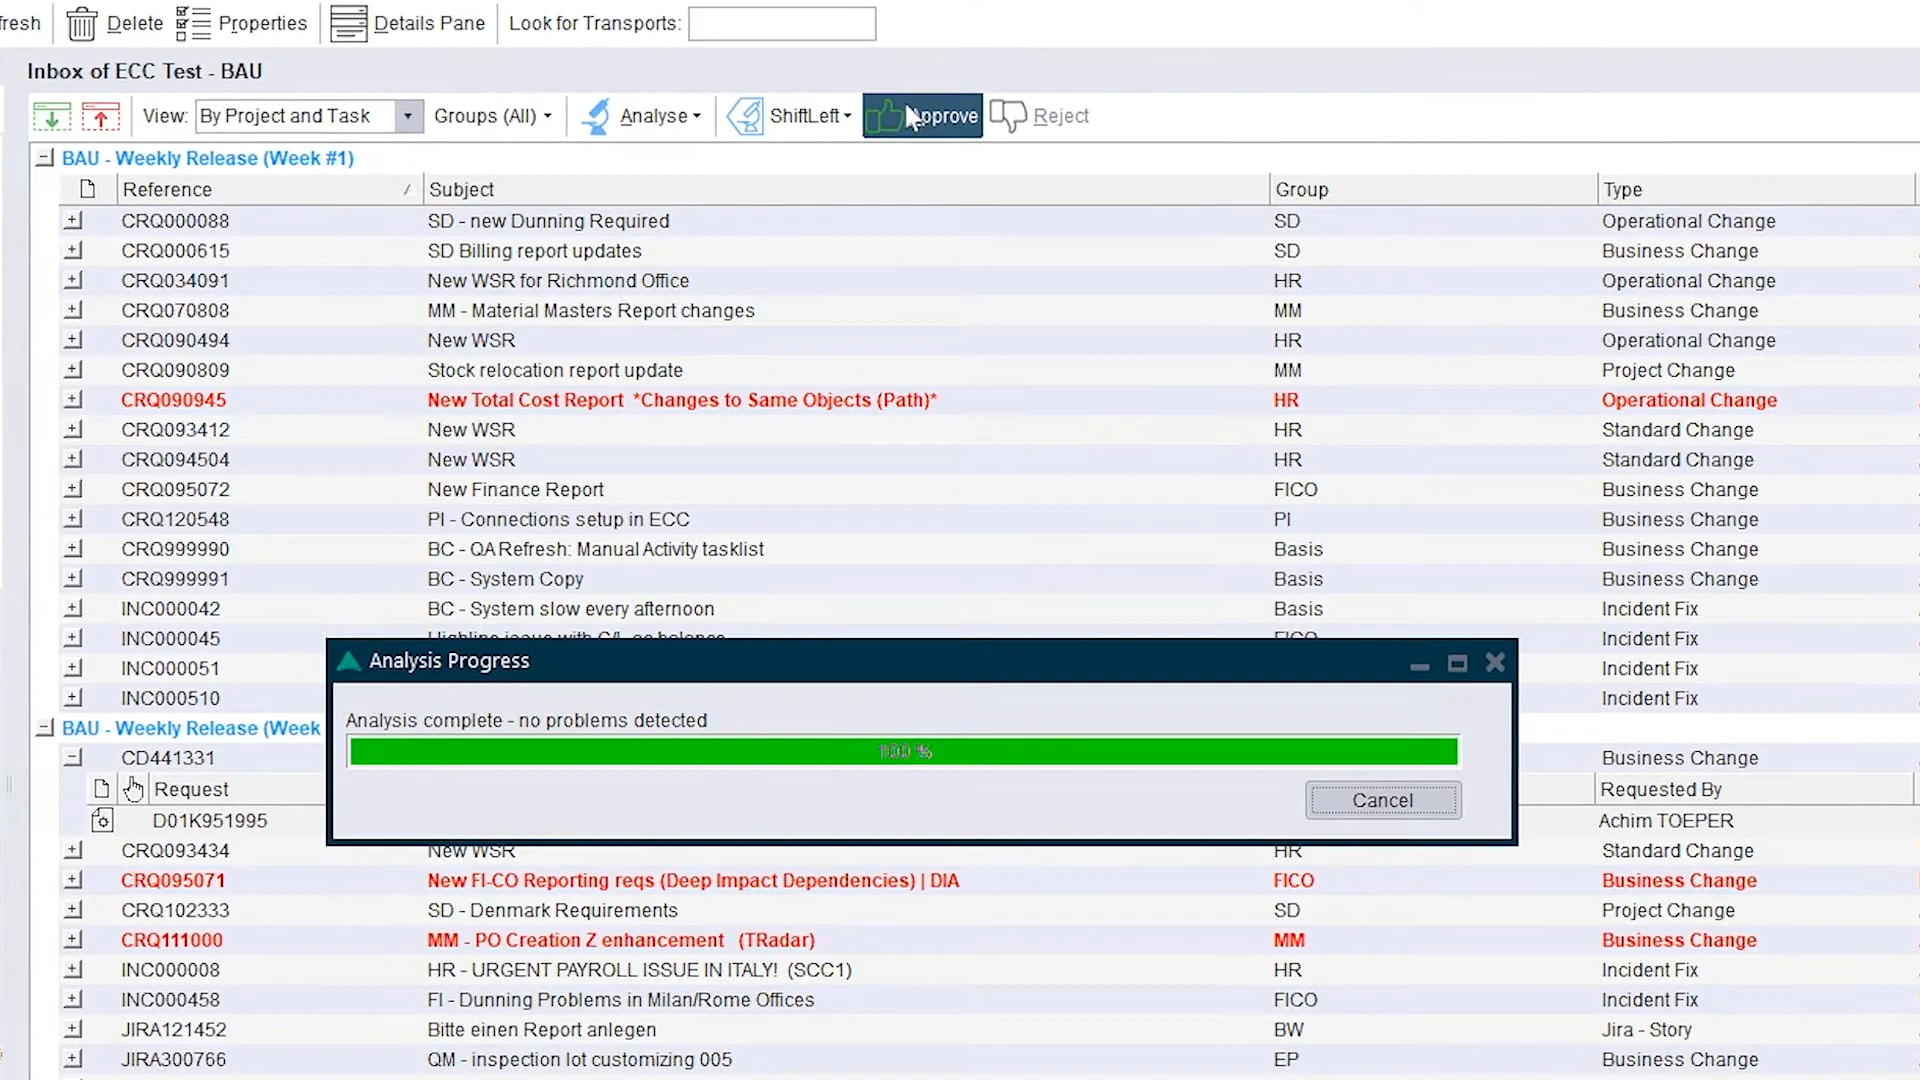 fresh Delete Properties Details Pane Look for Transports:
Inbox of ECC Test - BAU
View: By Project and Task Groups (All) Analyse ShiftLeft Approve Reject
BAU - Weekly Release (Week #1)
Reference Subject Group Type
CRQ000088 SD - new Dunning Required SD Operational Change
CRQ000615 SD Billing report updates SD Business Change
CRQ034091 New WSR for Richmond Office HR Operational Change
CRQ070808 MM - Material Masters Report changes MM Business Change
CRQ090494 New WSR HR Operational Change
CRQ090809 Stock relocation report update MM Project Change
CRQ090945 New Total Cost Report *Changes to Same Objects (Path)* HR Operational Change
CRQ093412 New WSR HR Standard Change
CRQ094504 New WSR HR Standard Change
CRQ095072 New Finance Report FICO Business Change
CRQ120548 PI - Connections setup in ECC PI Business Change
CRQ999990 BC - QA Refresh: Manual Activity tasklist Basis Business Change
CRQ999991 BC - System Copy Basis Business Change
INC000042 BC - System slow every afternoon Basis Incident Fix
INC000045 FICO Incident Fix
INC000051 Incident Fix
INC000510 Incident Fix
Analysis Progress
Analysis complete - no problems detected
100 %
Cancel
BAU - Weekly Release (Week
CD441331 Business Change
Request Requested By
D01K951995 Achim TOEPER
CRQ093434 New WSR HR Standard Change
CRQ095071 New FI-CO Reporting reqs (Deep Impact Dependencies) | DIA FICO Business Change
CRQ102333 SD - Denmark Requirements SD Project Change
CRQ111000 MM - PO Creation Z enhancement (TRadar) MM Business Change
INC000008 HR - URGENT PAYROLL ISSUE IN ITALY! (SCC1) HR Incident Fix
INC000458 FI - Dunning Problems in Milan/Rome Offices FICO Incident Fix
JIRA121452 Bitte einen Report anlegen BW Jira - Story
JIRA300766 QM - inspection lot customizing 005 EP Business Change